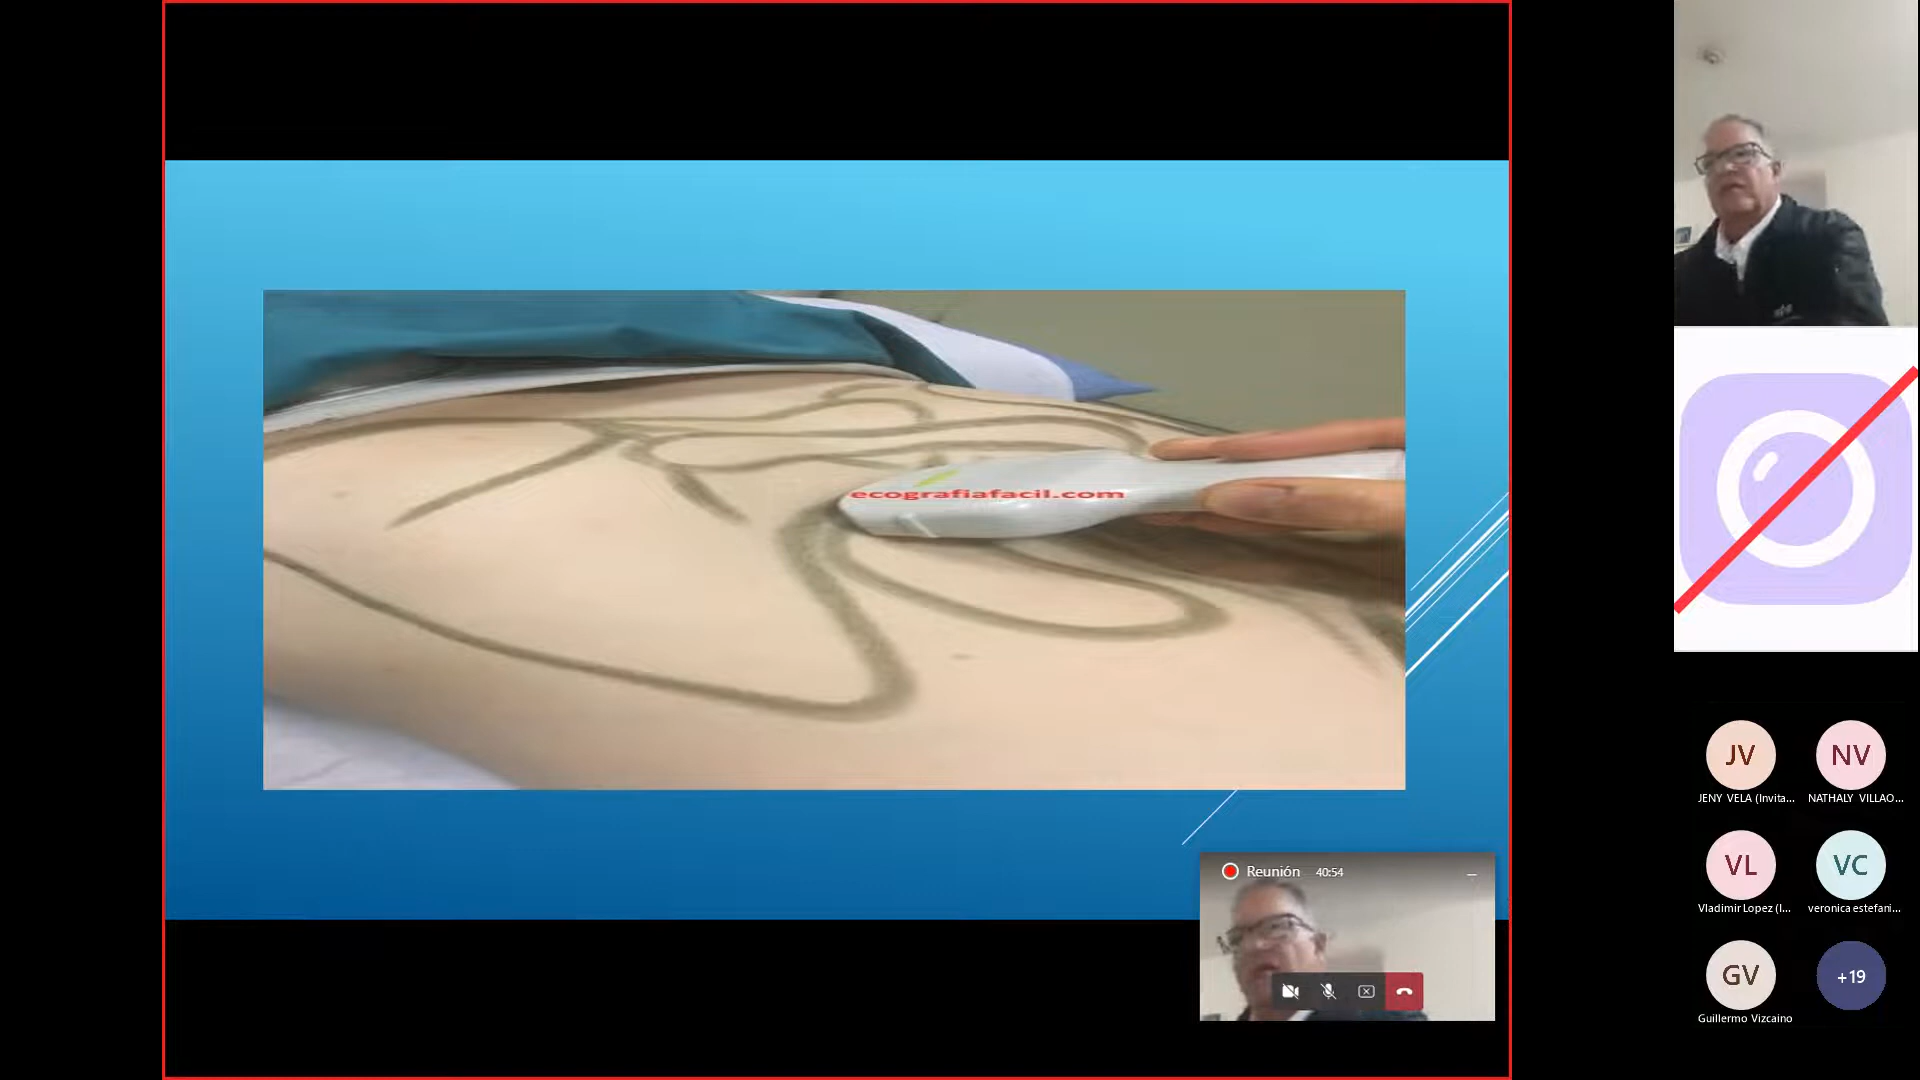 ecografiafacil.com
Reunión 40:54
JV
NV
JENY VELA (Invita...
NATHALY VILLAO...
VL
VC
Vladimir Lopez (I...
veronica estefani...
GV
+19
Guillermo Vizcaino